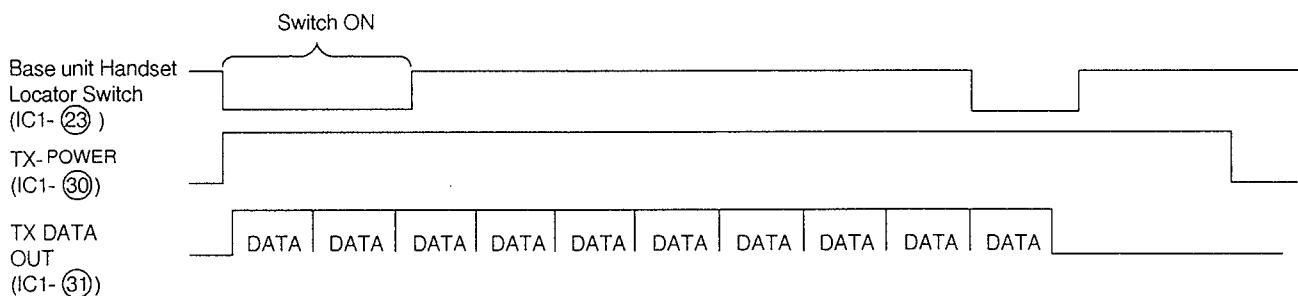 Switch ON
Base unit Handset
Locator Switch
(IC1- 23 )
TX-POWER
(IC1- 30)
TX DATA
OUT
(IC1- 31)
DATA DATA DATA DATA DATA DATA DATA DATA DATA DATA